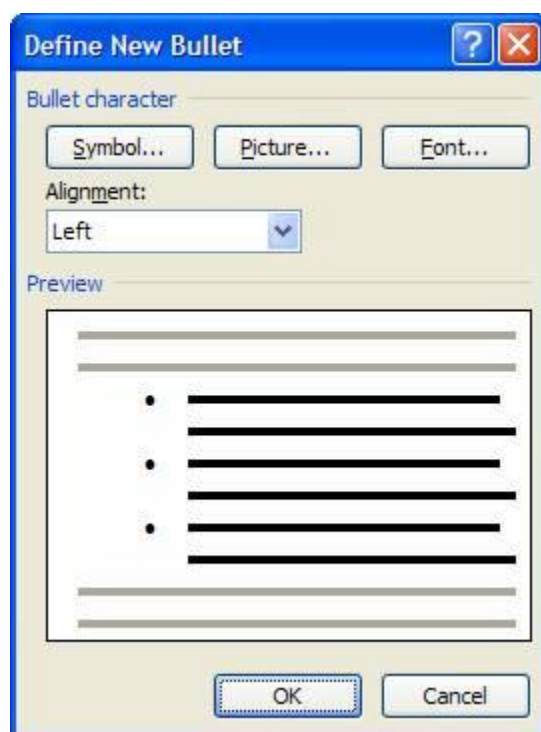 Define New Bullet
Bullet character
Symbol... Picture... Font...
Alignment:
Left
Preview
OK Cancel